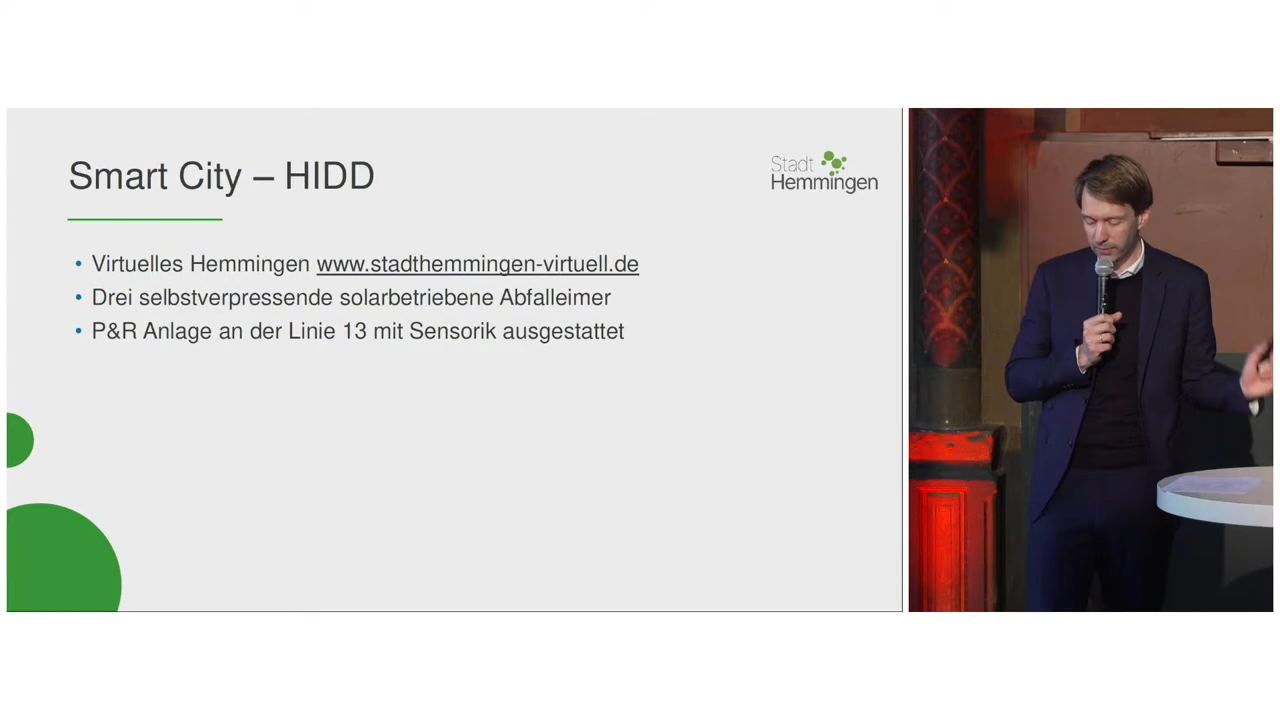 Smart City – HIDD
Stadt
Hemmingen
• Virtuelles Hemmingen www.stadthemmingen-virtuell.de
• Drei selbstverpressende solarbetriebene Abfalleimer
• P&R Anlage an der Linie 13 mit Sensorik ausgestattet